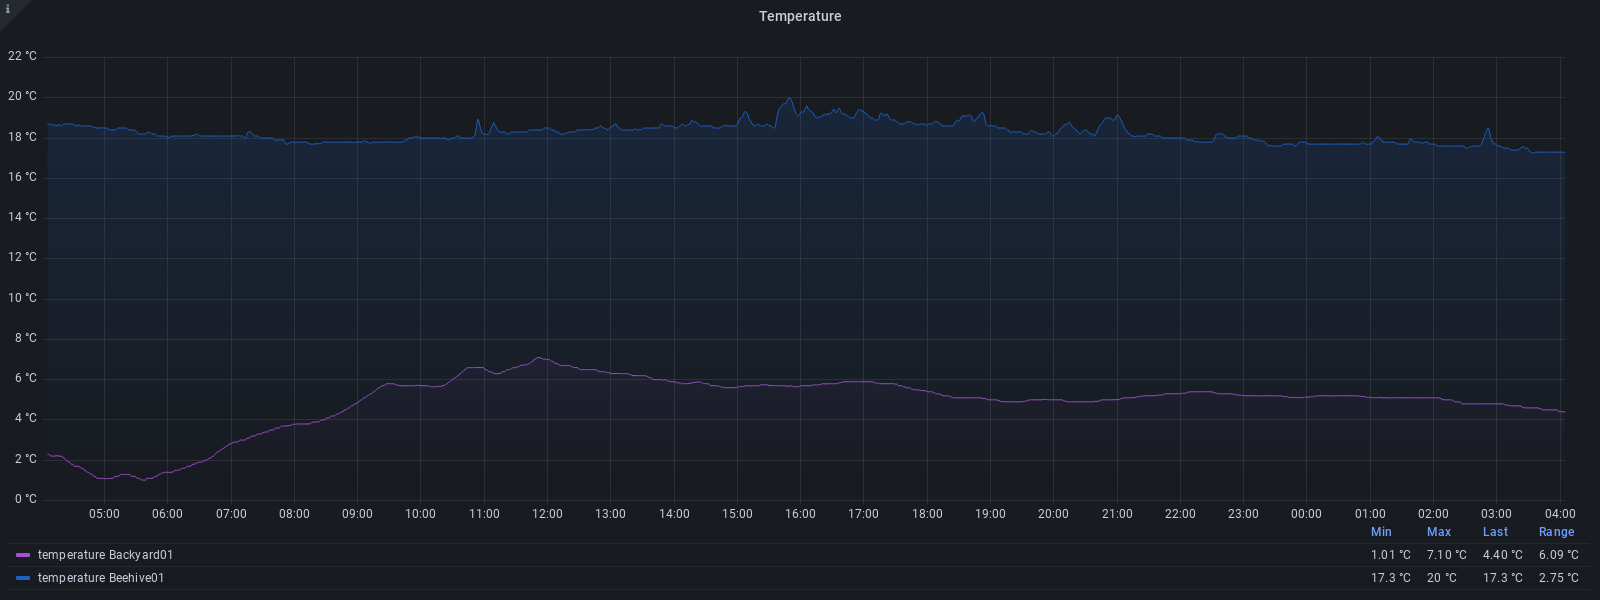 i
Temperature
22 °C
20 °C
18 °C
16 °C
14 °C
12 °C
10 °C
8 °C
6 °C
4 °C
2 °C
0 °C
05:00 06:00 07:00 08:00 09:00 10:00 11:00 12:00 13:00 14:00 15:00 16:00 17:00 18:00 19:00 20:00 21:00 22:00 23:00 00:00 01:00 02:00 03:00 04:00
Min Max Last Range
temperature Backyard01 1.01 °C 7.10 °C 4.40 °C 6.09 °C
temperature Beehive01 17.3 °C 20 °C 17.3 °C 2.75 °C